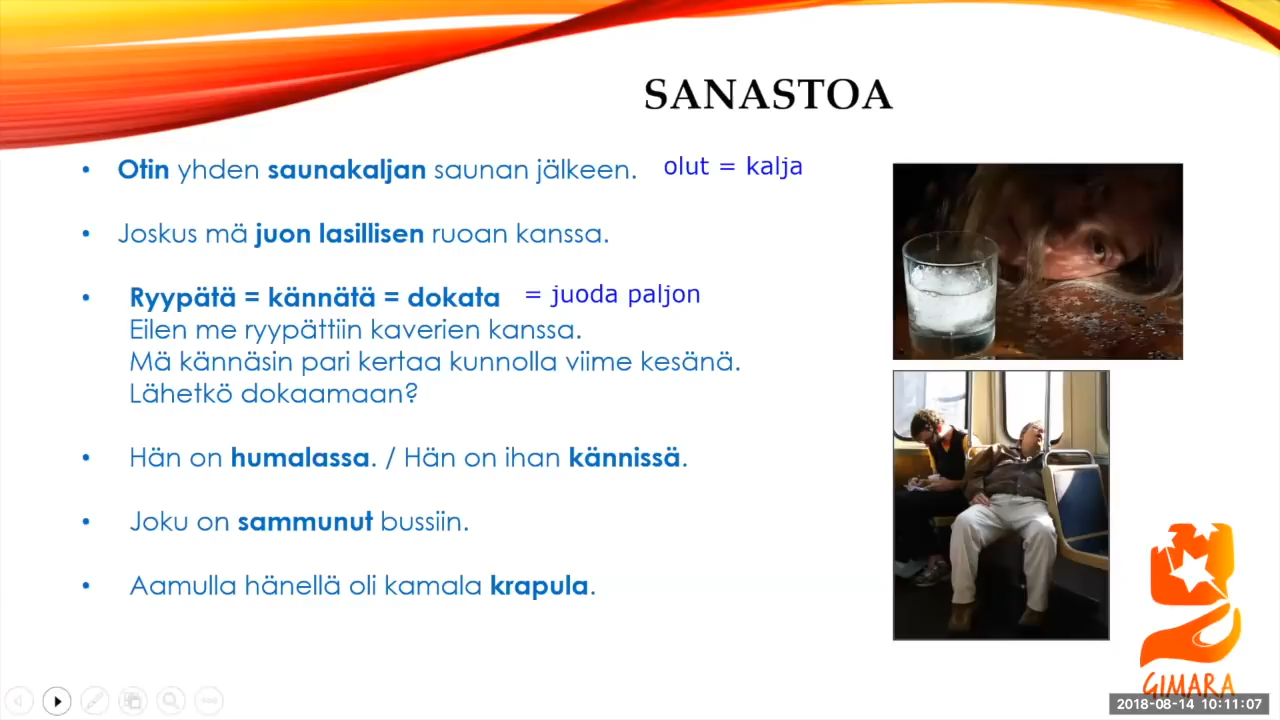 SANASTOA
• Otin yhden saunakaljan saunan jälkeen. olut = kalja
• Joskus mä juon lasillisen ruoan kanssa.
• Ryypätä = kännätä = dokata = juoda paljon
Eilen me ryypättiin kaverien kanssa.
Mä kännäsin pari kertaa kunnolla viime kesänä.
Lähetkö dokaamaan?
• Hän on humalassa. / Hän on ihan kännissä.
• Joku on sammunut bussiin.
• Aamulla hänellä oli kamala krapula.
GIMARA
2018-08-14 10:11:07